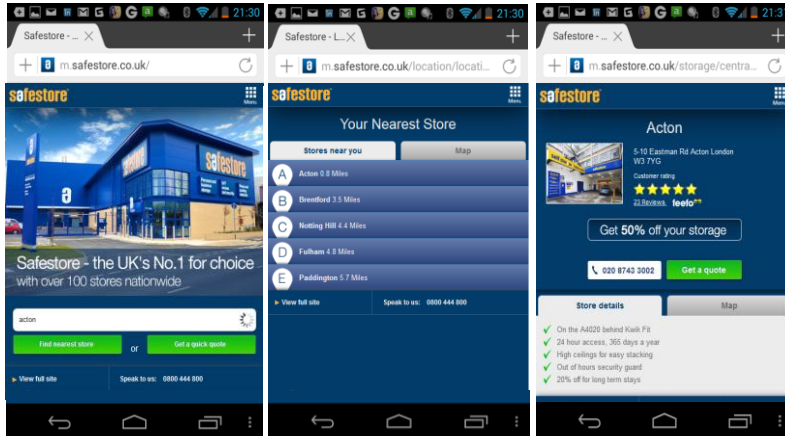 21:30
Safestore - ...
m.safestore.co.uk/
safestore
Menu
safestore
Safestore - the UK's No.1 for choice
with over 100 stores nationwide
acton
Find nearest store
or
Get a quick quote
View full site
Speak to us: 0800 444 800
21:30
Safestore - L...
m.safestore.co.uk/location/locati...
safestore
Menu
Your Nearest Store
Stores near you
Map
A Acton 0.8 Miles
B Brentford 3.5 Miles
C Notting Hill 4.4 Miles
D Fulham 4.8 Miles
E Paddington 5.7 Miles
View full site
Speak to us: 0800 444 800
21:3
Safestore - ...
m.safestore.co.uk/storage/centra...
safestore
Menu
Acton
5-10 Eastman Rd Acton London
W3 7YG
Customer rating
23 Reviews feefo
Get 50% off your storage
020 8743 3002
Get a quote
Store details
Map
On the A4020 behind Kwik Fit
24 hour access, 365 days a year
High ceilings for easy stacking
Out of hours security guard
20% off for long term stays